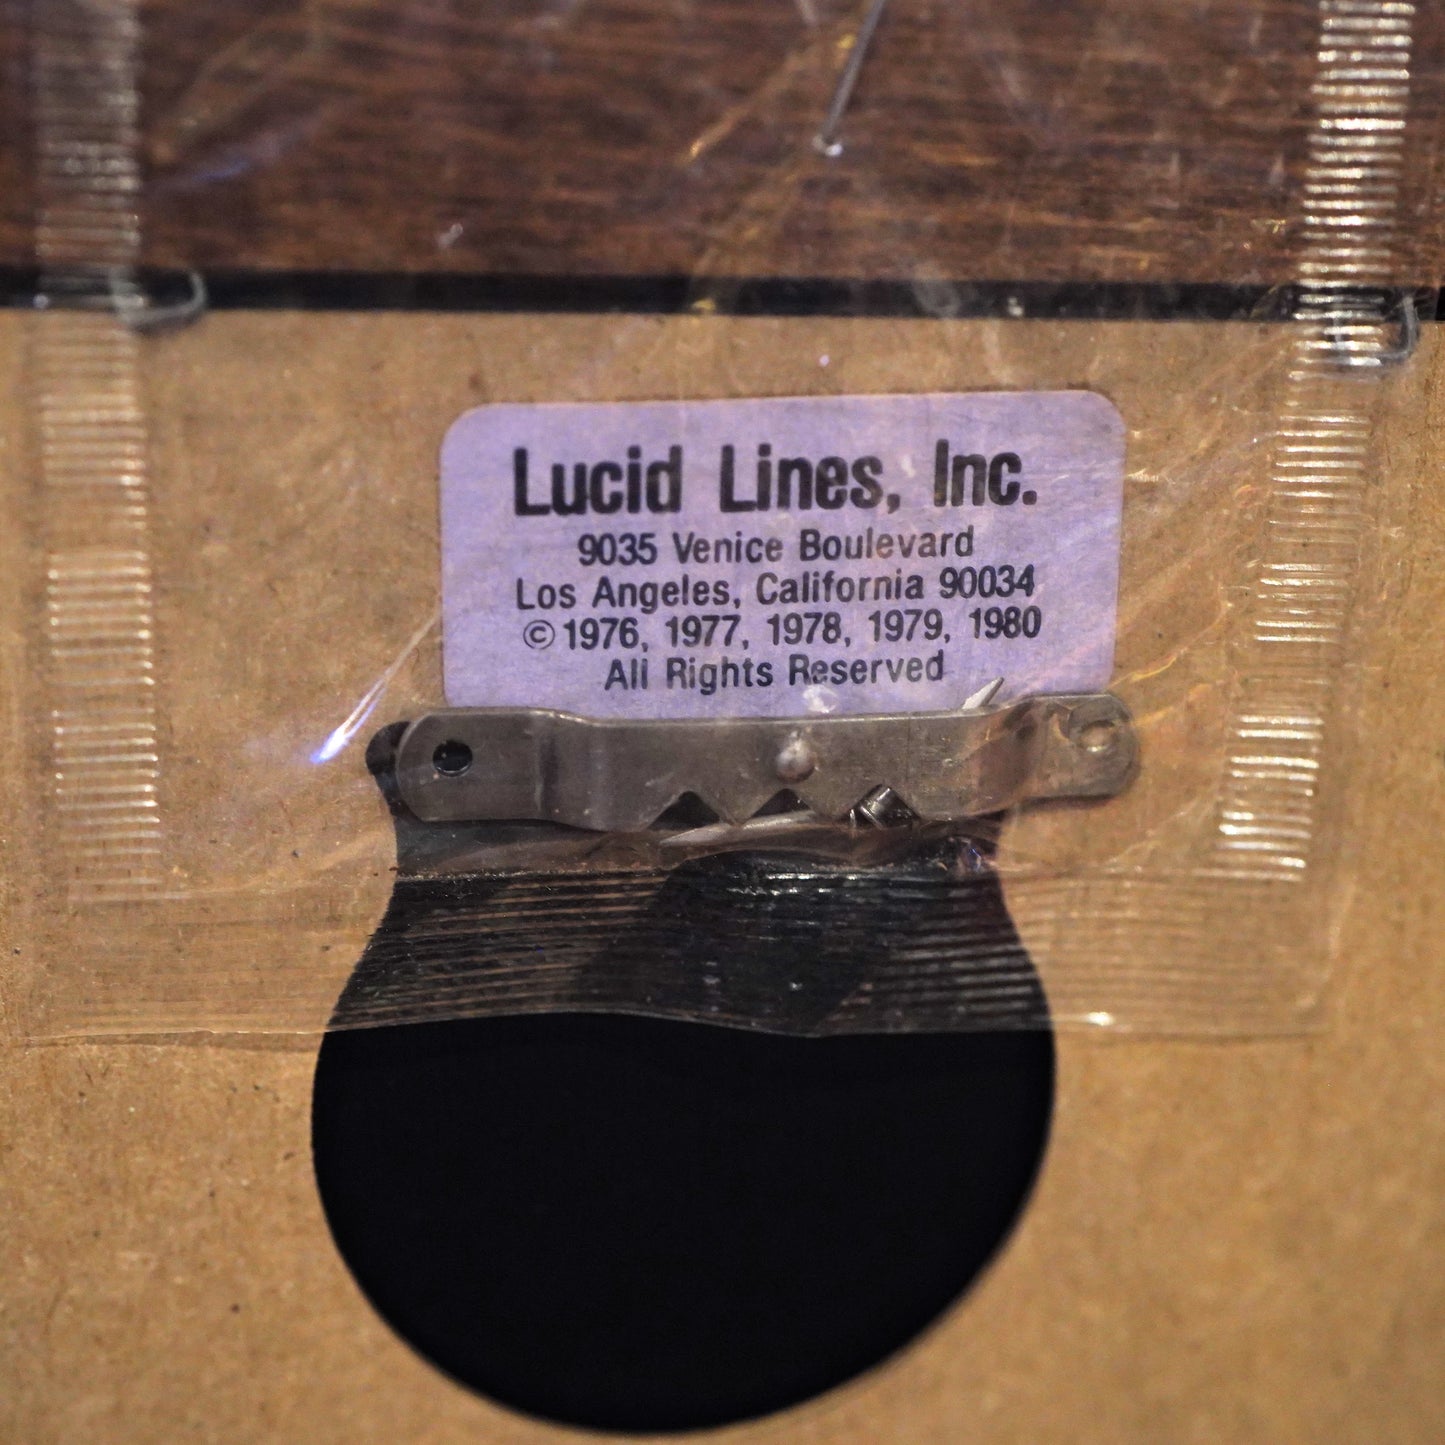 Lucid Lines, Inc.
9035 Venice Boulevard
Los Angeles, California 90034
© 1976, 1977, 1978, 1979, 1980
All Rights Reserved